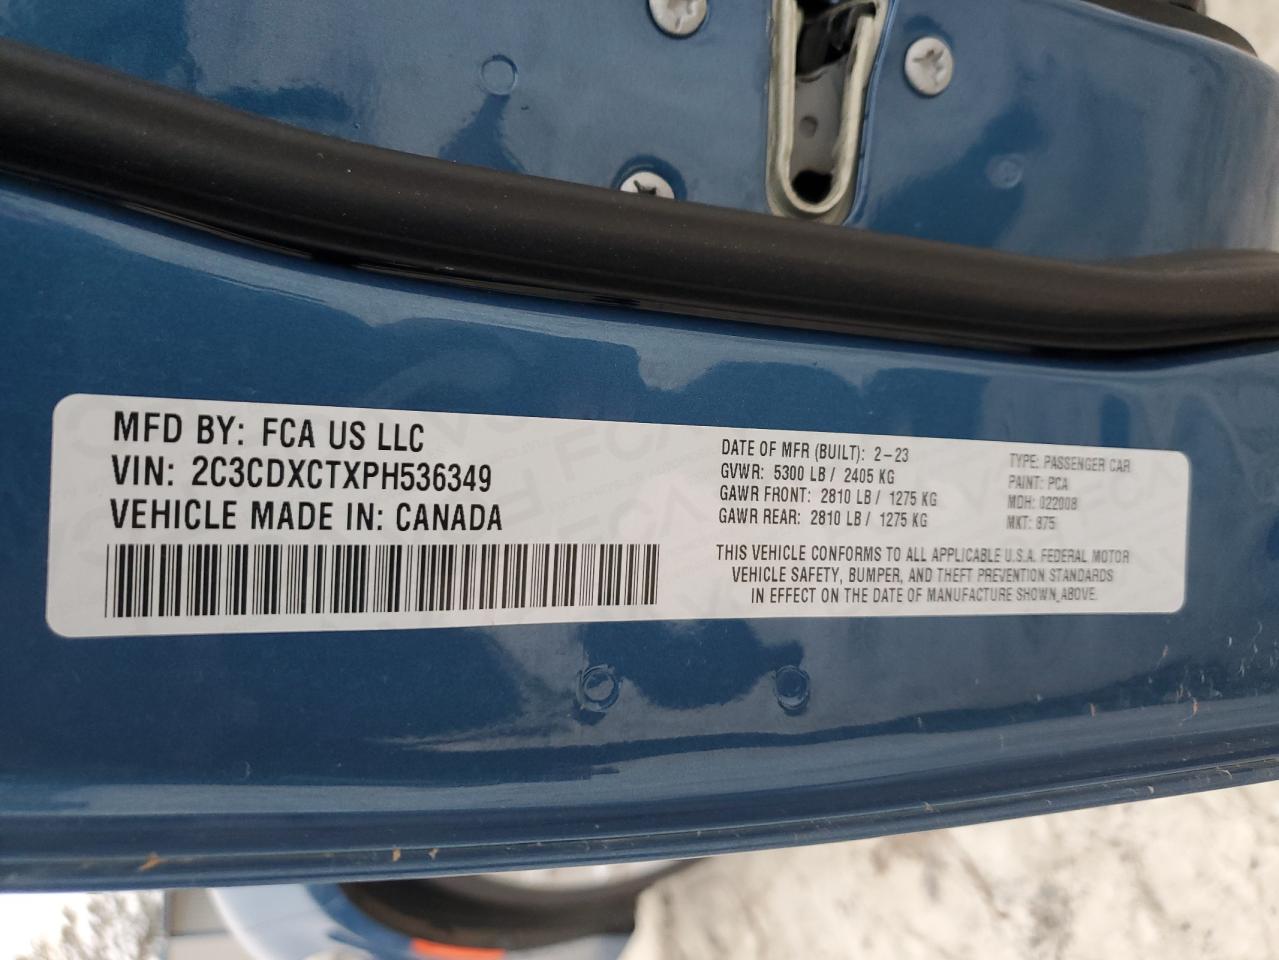 MFD BY: FCA US LLC
VIN: 2C3CDXCTXPH536349
VEHICLE MADE IN: CANADA
DATE OF MFR (BUILT): 2-23
GVWR: 5300 LB / 2405 KG
GAWR FRONT: 2810 LB / 1275 KG
GAWR REAR: 2810 LB / 1275 KG
TYPE: PASSENGER CAR
PAINT: PCA
MDH: 022008
MKT: 875
THIS VEHICLE CONFORMS TO ALL APPLICABLE U.S.A. FEDERAL MOTOR
VEHICLE SAFETY, BUMPER, AND THEFT PREVENTION STANDARDS
IN EFFECT ON THE DATE OF MANUFACTURE SHOWN ABOVE.